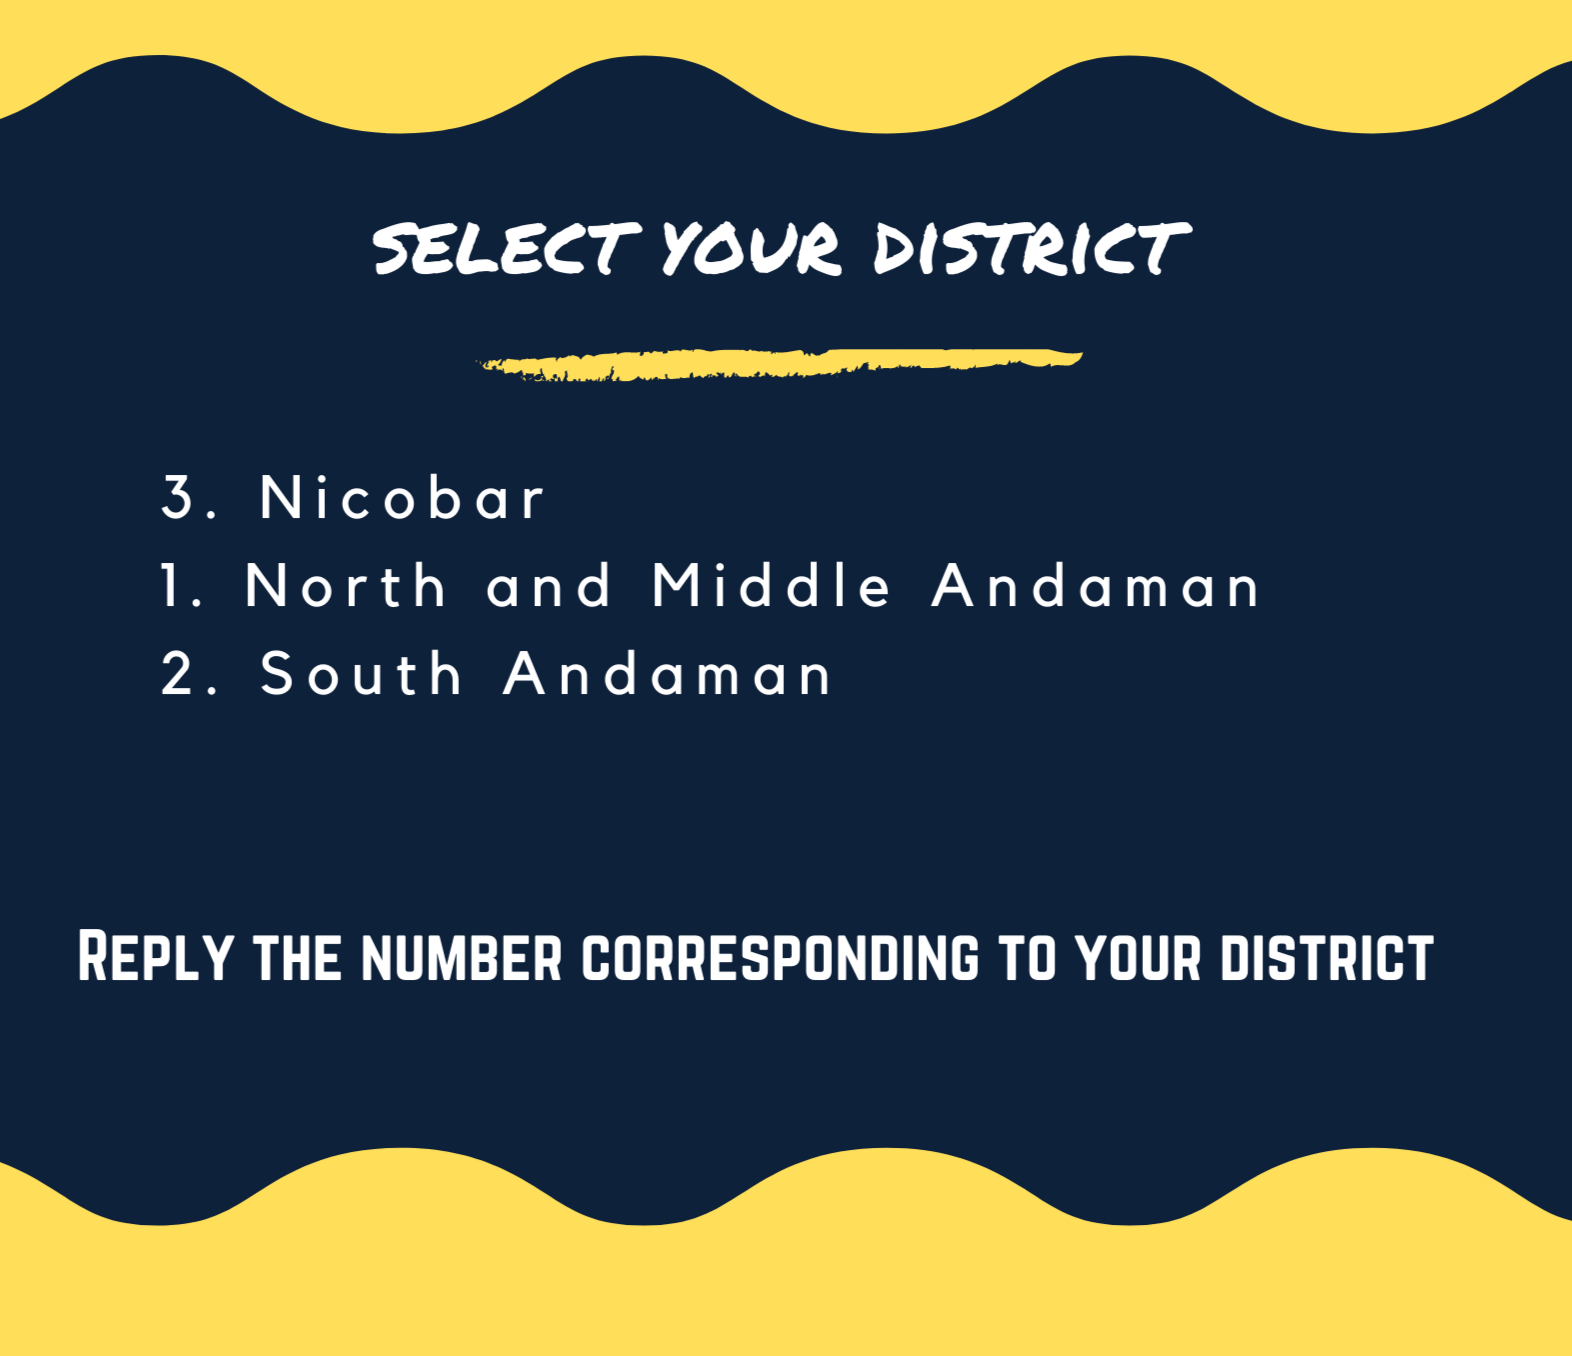 SELECT YOUR DISTRICT
3. Nicobar
1. North and Middle Andaman
2. South Andaman
REPLY THE NUMBER CORRESPONDING TO YOUR DISTRICT